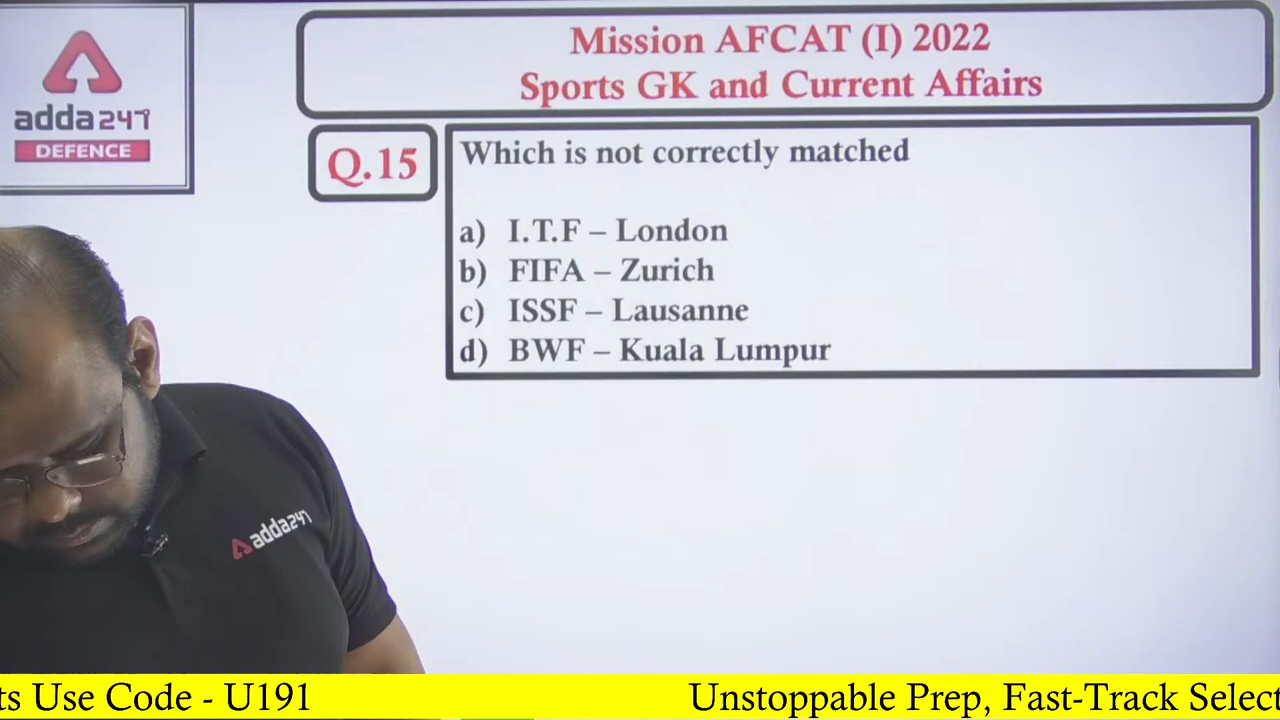 Mission AFCAT (I) 2022
Sports GK and Current Affairs
adda247
DEFENCE
Q.15
Which is not correctly matched
a) I.T.F – London
b) FIFA – Zurich
c) ISSF – Lausanne
d) BWF – Kuala Lumpur
adda247
ts Use Code - U191
Unstoppable Prep, Fast-Track Select